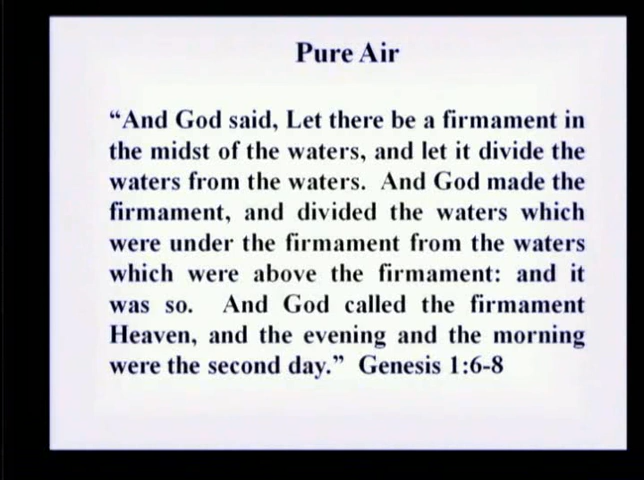 Pure Air
“And God said, Let there be a firmament in
the midst of the waters, and let it divide the
waters from the waters. And God made the
firmament, and divided the waters which
were under the firmament from the waters
which were above the firmament: and it
was so. And God called the firmament
Heaven, and the evening and the morning
were the second day.” Genesis 1:6-8